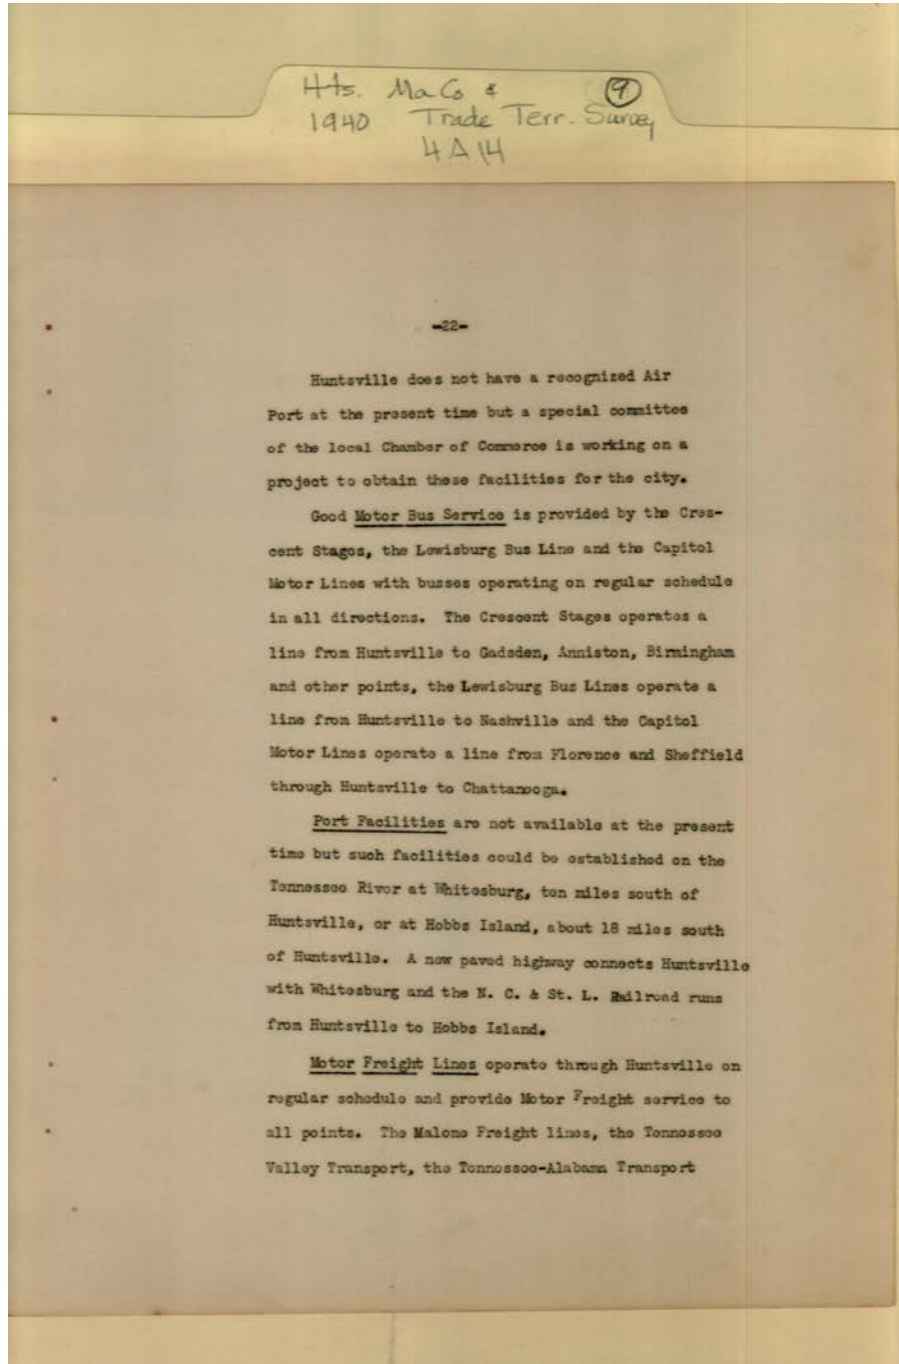 Hts. Ma Co & 9
1940 Trade Terr. Survey
4A14
-22-
Huntsville does not have a recognized Air
Port at the present time but a special committee
of the local Chamber of Commerce is working on a
project to obtain these facilities for the city.
Good Motor Bus Service is provided by the Cres-
cent Stages, the Lewisburg Bus Line and the Capitol
Motor Lines with busses operating on regular schedule
in all directions. The Crescent Stages operates a
line from Huntsville to Gadsden, Anniston, Birmingham
and other points, the Lewisburg Bus Lines operate a
line from Huntsville to Nashville and the Capitol
Motor Lines operate a line from Florence and Sheffield
through Huntsville to Chattanooga.
Port Facilities are not available at the present
time but such facilities could be established on the
Tennessee River at Whitesburg, ten miles south of
Huntsville, or at Hobbs Island, about 18 miles south
of Huntsville. A new paved highway connects Huntsville
with Whitesburg and the N. C. & St. L. Railroad runs
from Huntsville to Hobbs Island.
Motor Freight Lines operate through Huntsville on
regular schedule and provide Motor Freight service to
all points. The Malone Freight lines, the Tennessee
Valley Transport, the Tennessee-Alabama Transport